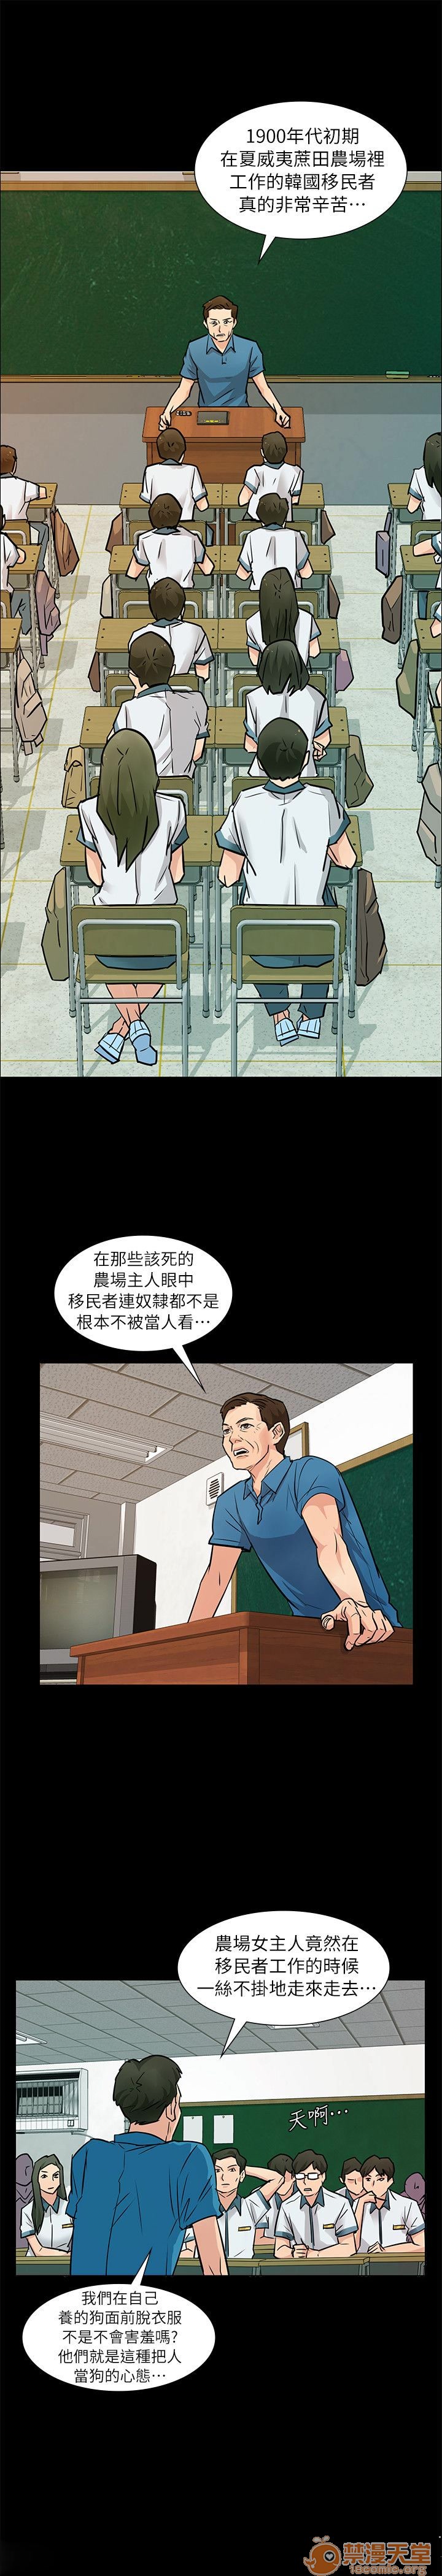 1900年代初期
在夏威夷蔗田農場裡
工作的韓國移民者
真的非常辛苦⋯
在那些該死的
農場主人眼中
移民者連奴隸都不是
根本不被當人看⋯
農場女主人竟然在
移民者工作的時候
一絲不掛地走來走去⋯
天啊⋯
我們在自己
養的狗面前脫衣服
不是不會害羞嗎?
他們就是這種把人
當狗的心態⋯
禁漫天堂
18comic.org